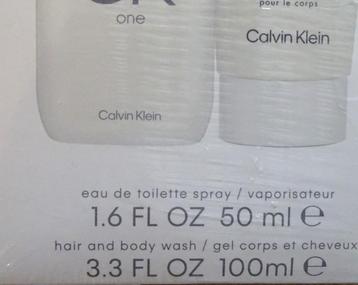 one
pour le corps
Calvin Klein
Calvin Klein
eau de toilette spray / vaporisateur
1.6 FL OZ 50 ml ℮
hair and body wash / gel corps et cheveux
3.3 FL OZ 100ml ℮